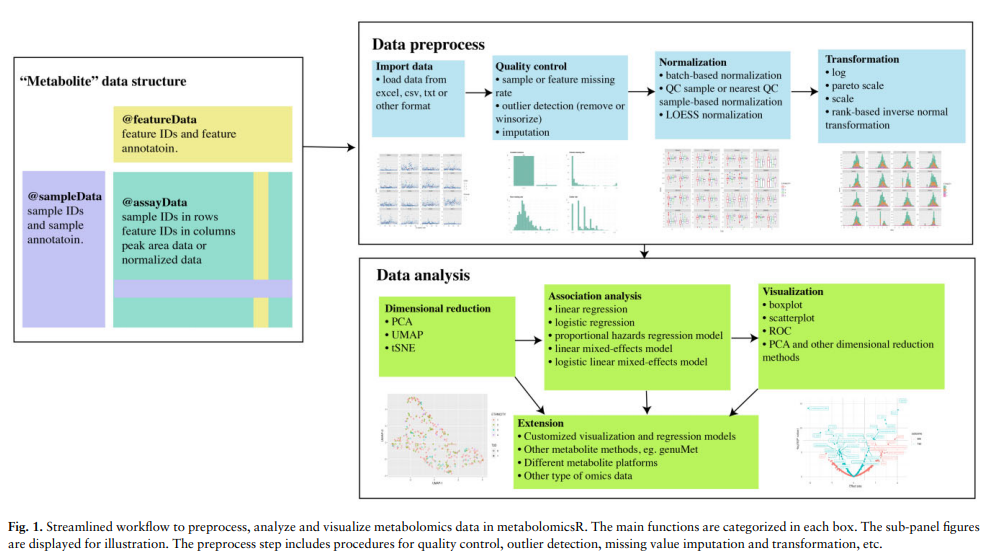 “Metabolite” data structure
@featureData
feature IDs and feature
annotatoin.
@sampleData
sample IDs
and sample
annotatoin.
@assayData
sample IDs in rows
feature IDs in columns
peak area data or
normalized data
Data preprocess
Import data
• load data from
excel, csv, txt or
other format
Quality control
• sample or feature missing
rate
• outlier detection (remove or
winsorize)
• imputation
Normalization
• batch-based normalization
• QC sample or nearest QC
sample-based normalization
• LOESS normalization
Transformation
• log
• pareto scale
• scale
• rank-based inverse normal
transformation
Data analysis
Dimensional reduction
• PCA
• UMAP
• tSNE
Association analysis
• linear regression
• logistic regression
• proportional hazards regression model
• linear mixed-effects model
• logistic linear mixed-effects model
Visualization
• boxplot
• scatterplot
• ROC
• PCA and other dimensional reduction
methods
Extension
• Customized visualization and regression models
• Other metabolite methods, eg. genuMet
• Different metabolite platforms
• Other type of omics data
Fig. 1. Streamlined workflow to preprocess, analyze and visualize metabolomics data in metabolomicsR. The main functions are categorized in each box. The sub-panel figures
are displayed for illustration. The preprocess step includes procedures for quality control, outlier detection, missing value imputation and transformation, etc.